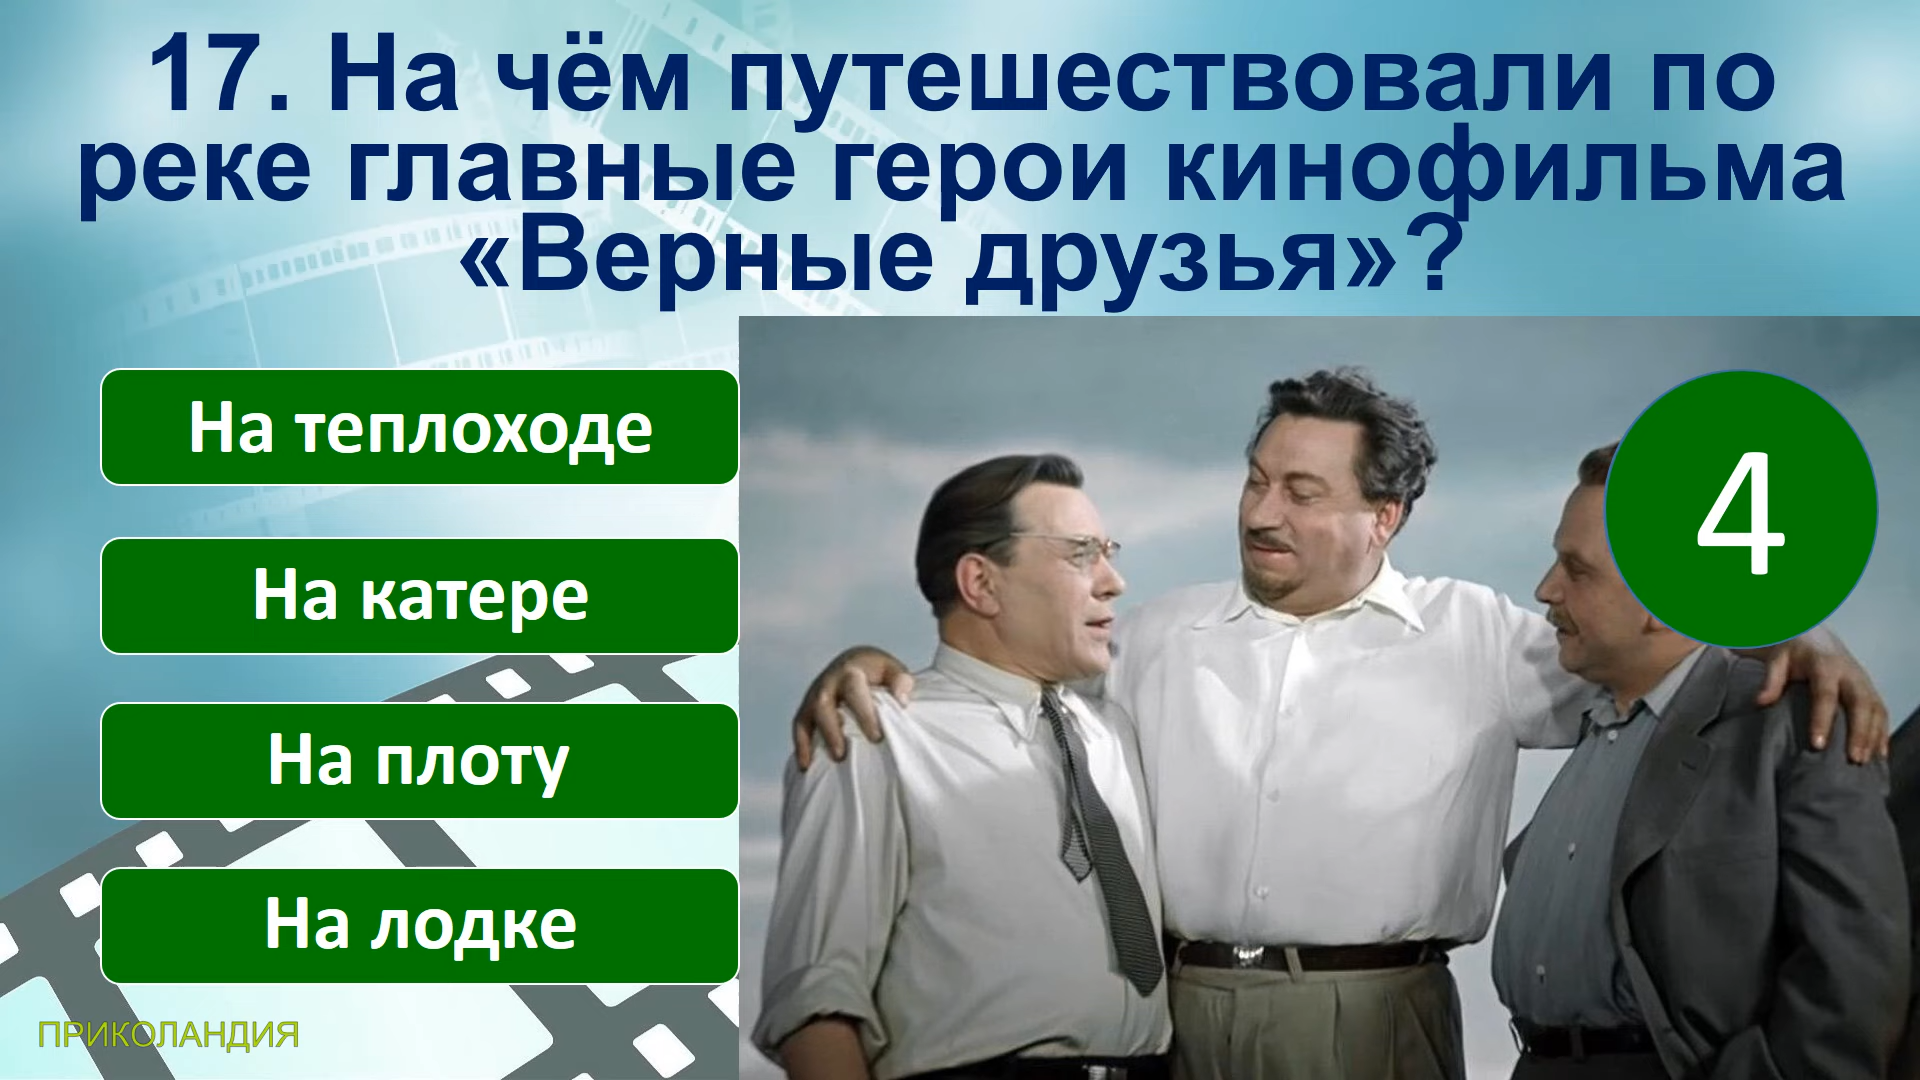 17. На чём путешествовали по
реке главные герои кинофильма
«Верные друзья»?
На теплоходе
4
На катере
На плоту
На лодке
ПРИКОЛАНДИЯ